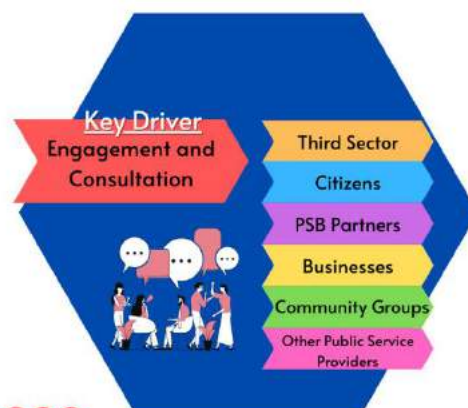 Key Driver
Engagement and
Consultation
Third Sector
Citizens
PSB Partners
Businesses
Community Groups
Other Public Service
Providers